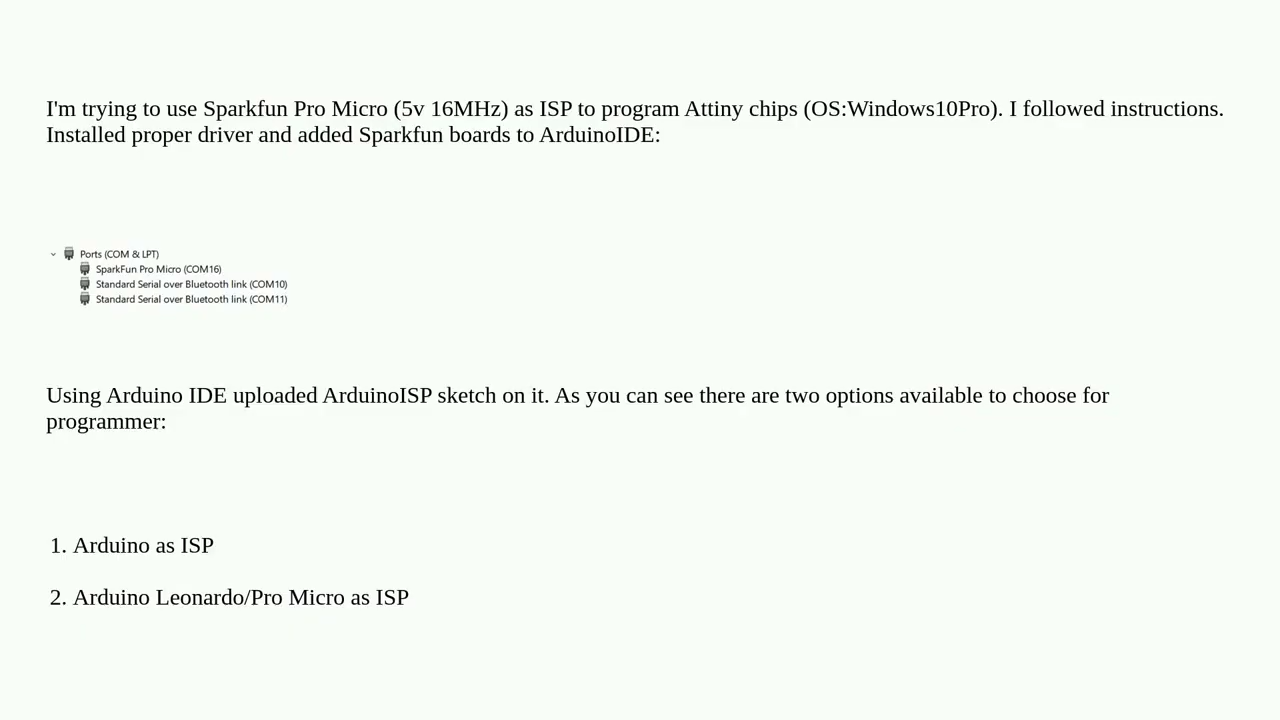 I'm trying to use Sparkfun Pro Micro (5v 16MHz) as ISP to program Attiny chips (OS:Windows10Pro). I followed instructions.
Installed proper driver and added Sparkfun boards to ArduinoIDE:
Ports (COM & LPT)
SparkFun Pro Micro (COM16)
Standard Serial over Bluetooth link (COM10)
Standard Serial over Bluetooth link (COM11)
Using Arduino IDE uploaded ArduinoISP sketch on it. As you can see there are two options available to choose for
programmer:
1. Arduino as ISP
2. Arduino Leonardo/Pro Micro as ISP